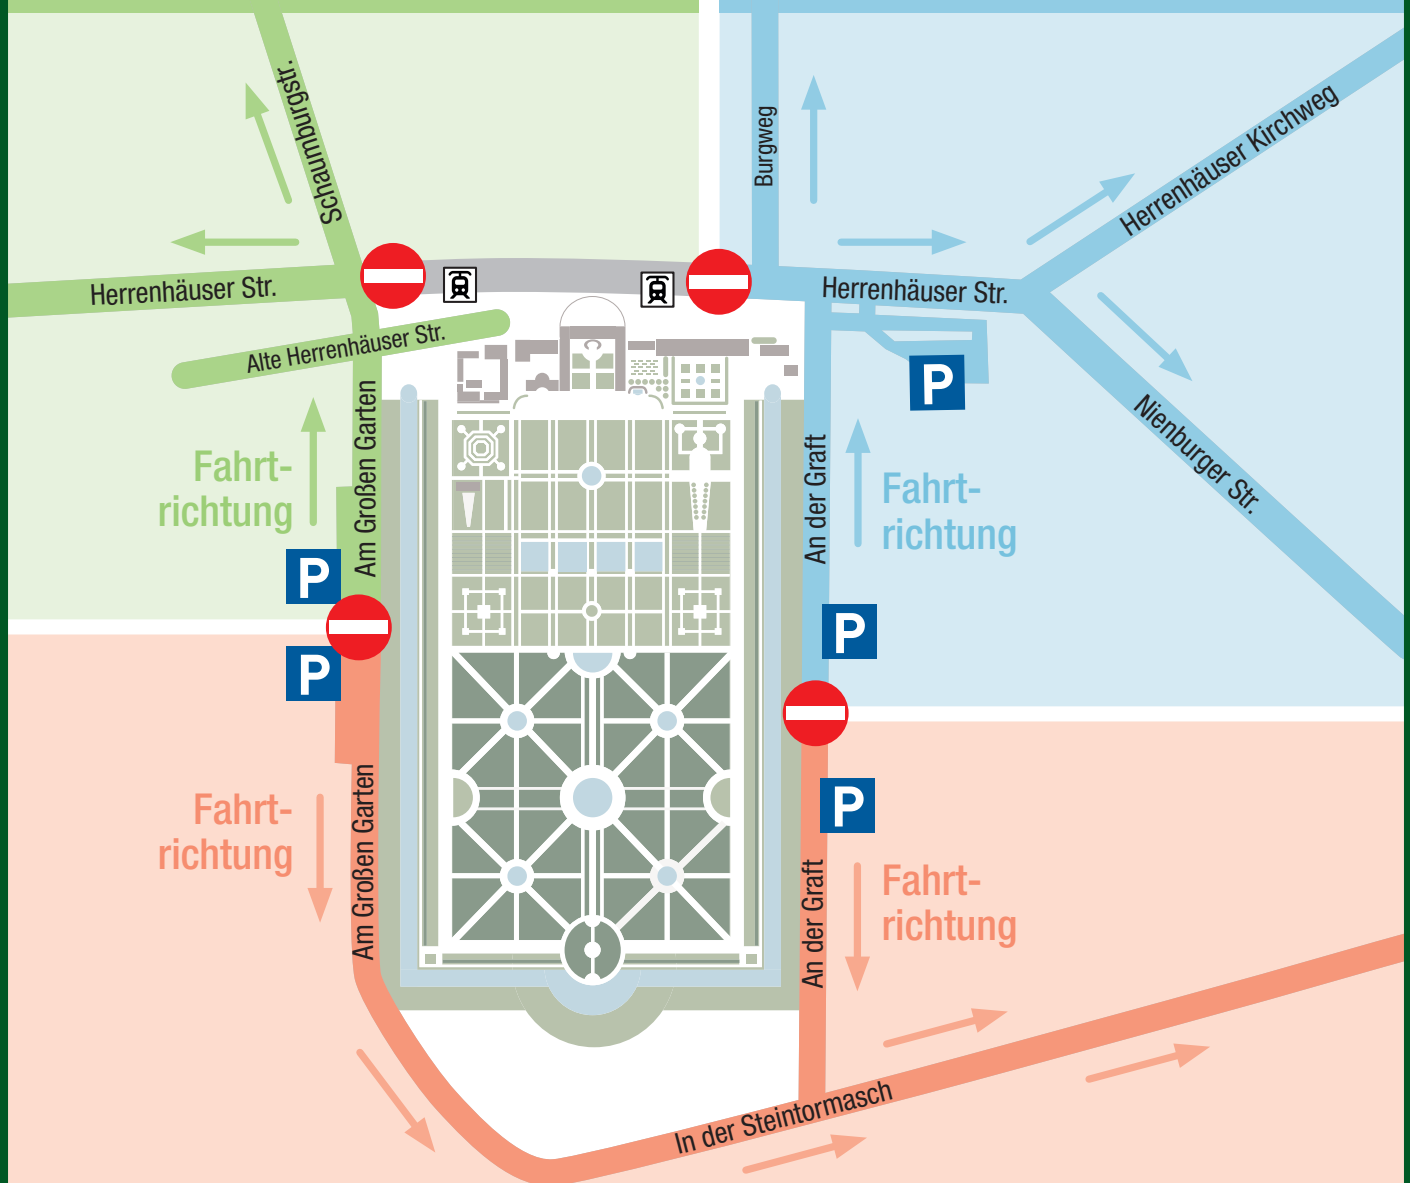 Schaumburgstr.
Burgweg
Herrenhäuser Kirchweg
Herrenhäuser Str.
Herrenhäuser Str.
Alte Herrenhäuser Str.
P
Nienburger Str.
Am Großen Garten
An der Graft
Fahrt-
richtung
Fahrt-
richtung
P
P
P
P
Am Großen Garten
An der Graft
Fahrt-
richtung
Fahrt-
richtung
In der Steintormasch